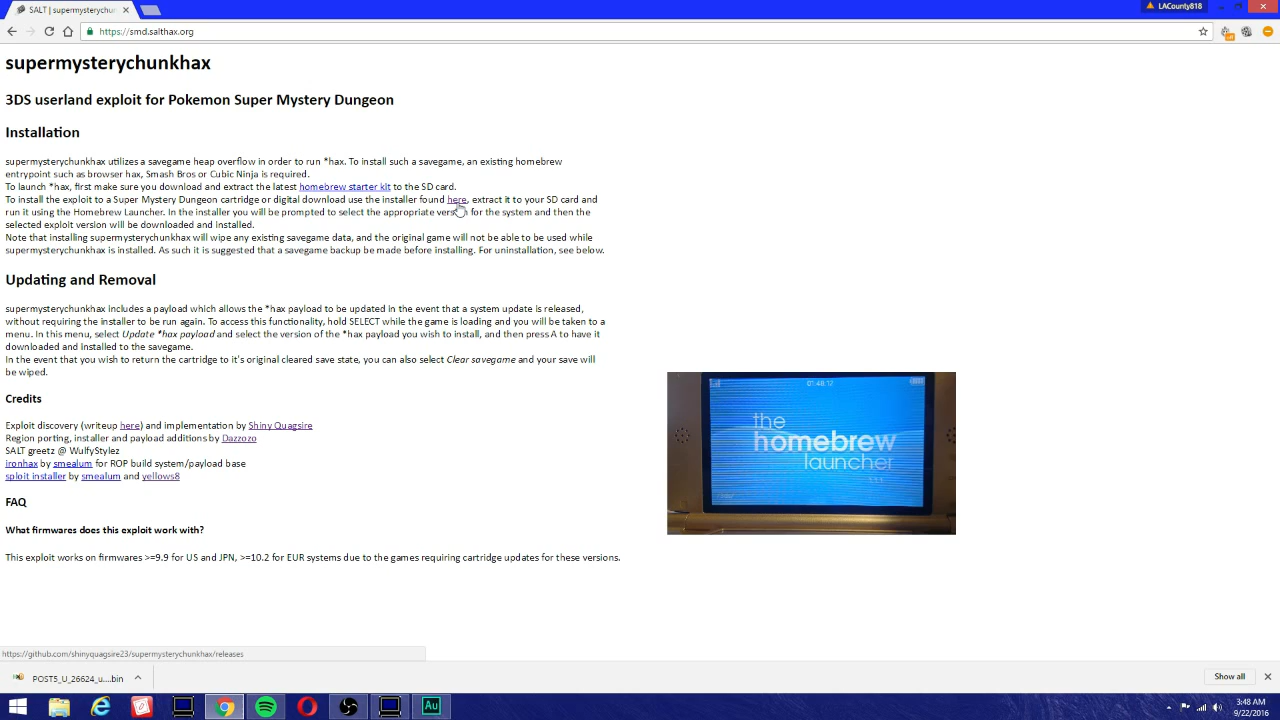 SALT | supermysterychun
LACounty818
https://smd.salthax.org
supermysterychunkhax
3DS userland exploit for Pokemon Super Mystery Dungeon
Installation
supermysterychunkhax utilizes a savegame heap overflow in order to run *hax. To install such a savegame, an existing homebrew
entrypoint such as browser hax, Smash Bros or Cubic Ninja is required.
To launch *hax, first make sure you download and extract the latest homebrew starter kit to the SD card.
To install the exploit to a Super Mystery Dungeon cartridge or digital download use the installer found here, extract it to your SD card and
run it using the Homebrew Launcher. In the installer you will be prompted to select the appropriate version for the system and then the
selected exploit version will be downloaded and installed.
Note that installing supermysterychunkhax will wipe any existing savegame data, and the original game will not be able to be used while
supermysterychunkhax is installed. As such it is suggested that a savegame backup be made before installing. For uninstallation, see below.
Updating and Removal
supermysterychunkhax includes a payload which allows the *hax payload to be updated in the event that a system update is released,
without requiring the installer to be run again. To access this functionality, hold SELECT while the game is loading and you will be taken to a
menu. In this menu, select Update *hax payload and select the version of the *hax payload you wish to install, and then press A to have it
downloaded and installed to the savegame.
In the event that you wish to return the cartridge to it's original cleared save state, you can also select Clear savegame and your save will
be wiped.
Credits
Exploit discovery (writeup here) and implementation by Shiny Quagsire
Region porting, installer and payload additions by Dazzozo
SALT greetz @ WulfyStylez
ironhax by smealum for ROP build system/payload base
sploit installer by smealum and yellows8
FAQ
What firmwares does this exploit work with?
This exploit works on firmwares >=9.9 for US and JPN, >=10.2 for EUR systems due to the games requiring cartridge updates for these versions.
01:48:12
the
homebrew
launcher
https://github.com/shinyquagsire23/supermysterychunkhax/releases
POST5_U_26624_u....bin
Show all
Au
3:48 AM
9/22/2016